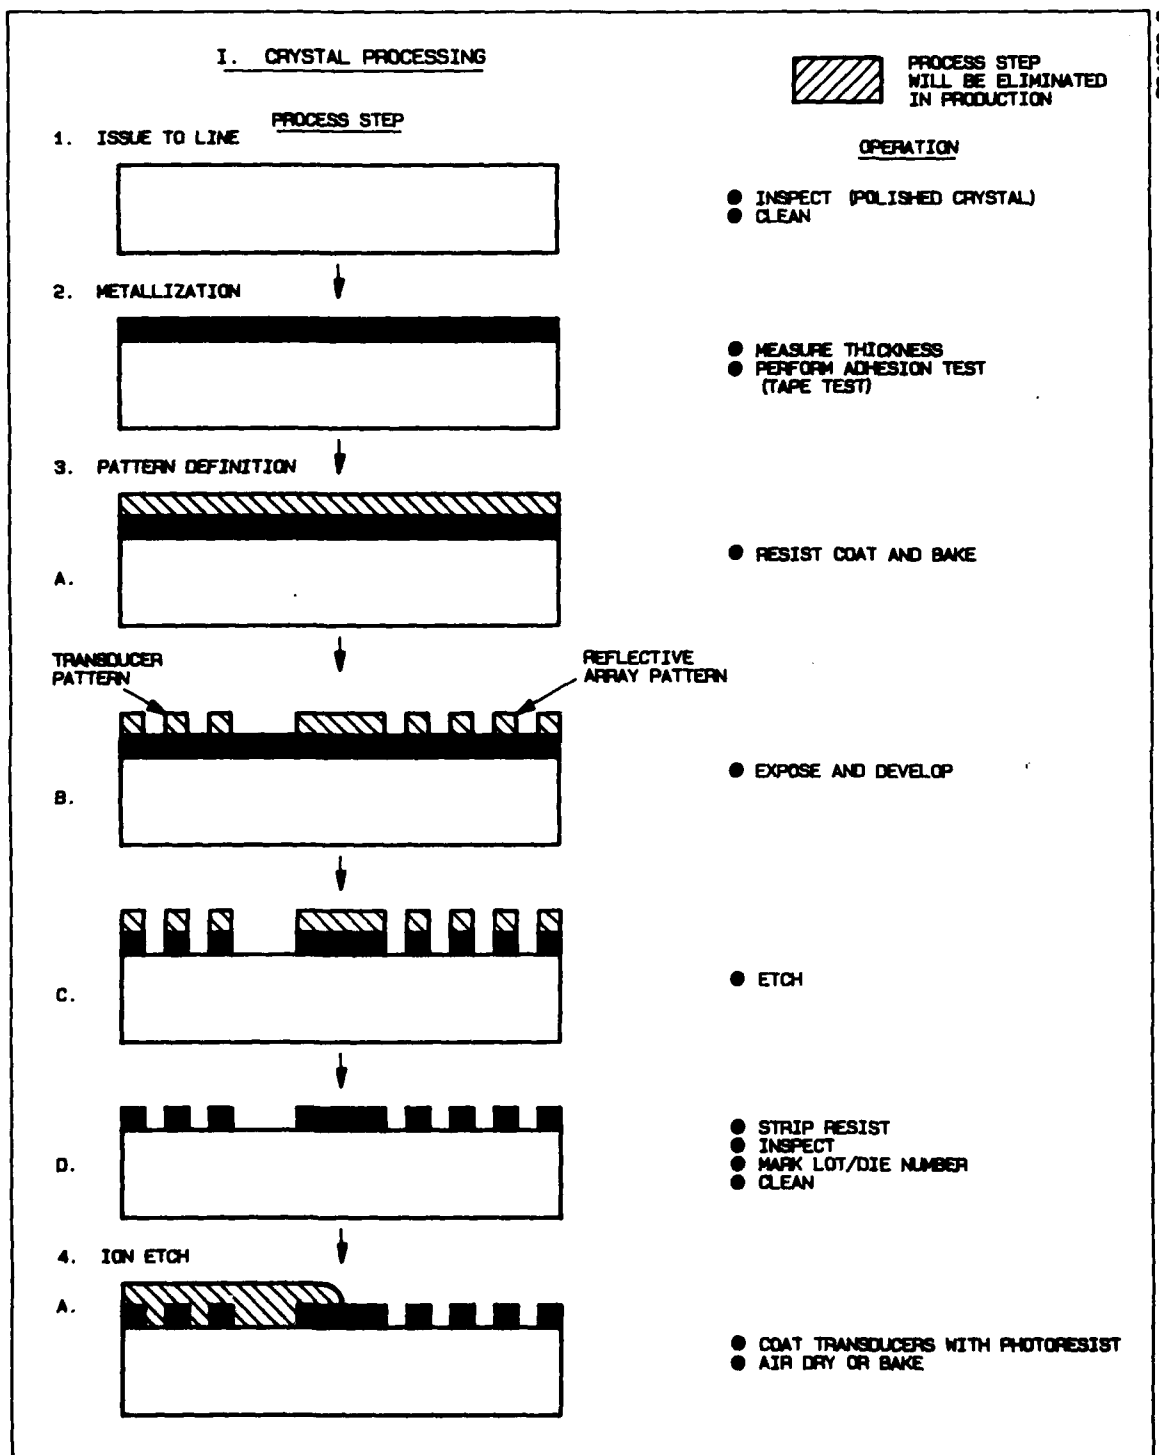 I. CRYSTAL PROCESSING
PROCESS STEP
WILL BE ELIMINATED
IN PRODUCTION
PROCESS STEP
OPERATION
1. ISSUE TO LINE
● INSPECT (POLISHED CRYSTAL)
● CLEAN
2. METALLIZATION
● MEASURE THICKNESS
● PERFORM ADHESION TEST
(TAPE TEST)
3. PATTERN DEFINITION
A.
● RESIST COAT AND BAKE
TRANSDUCER
PATTERN
REFLECTIVE
ARRAY PATTERN
B.
● EXPOSE AND DEVELOP
C.
● ETCH
D.
● STRIP RESIST
● INSPECT
● MARK LOT/DIE NUMBER
● CLEAN
4. ION ETCH
A.
● COAT TRANSDUCERS WITH PHOTORESIST
● AIR DRY OR BAKE